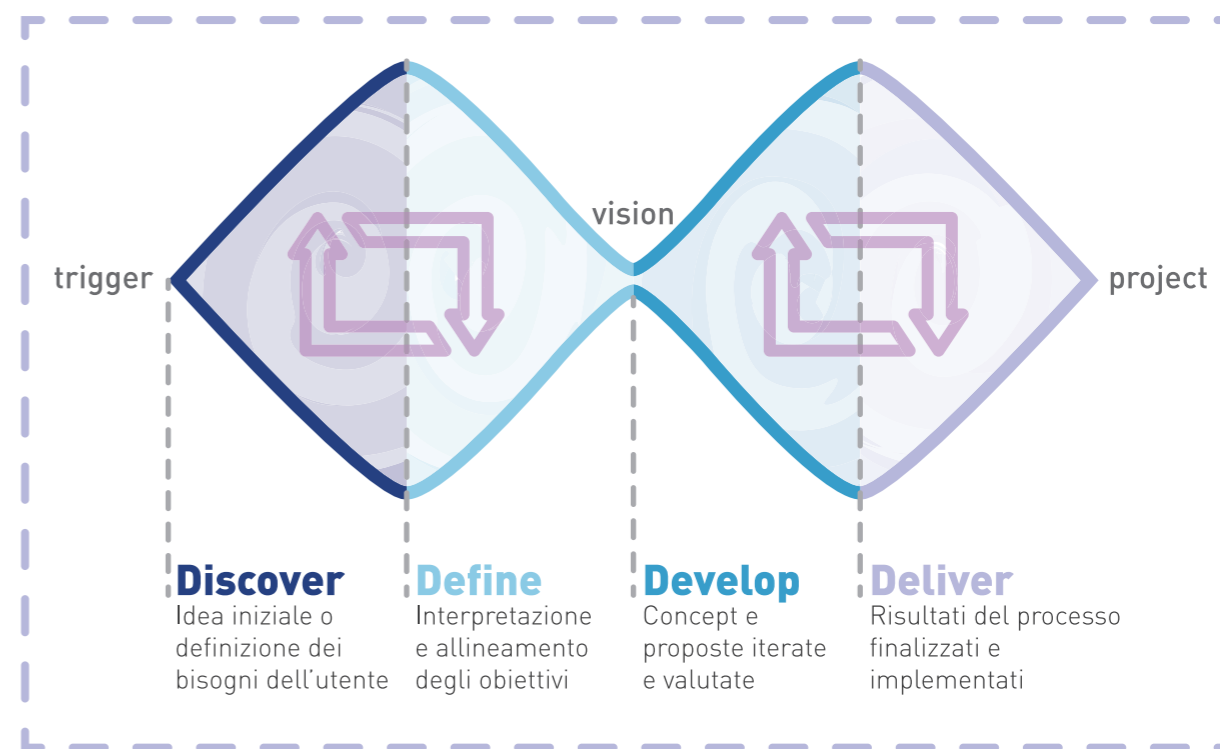 vision
trigger
project
Discover
Idea iniziale o
definizione dei
bisogni dell'utente
Define
Interpretazione
e allineamento
degli obiettivi
Develop
Concept e
proposte iterate
e valutate
Deliver
Risultati del processo
finalizzati e
implementati